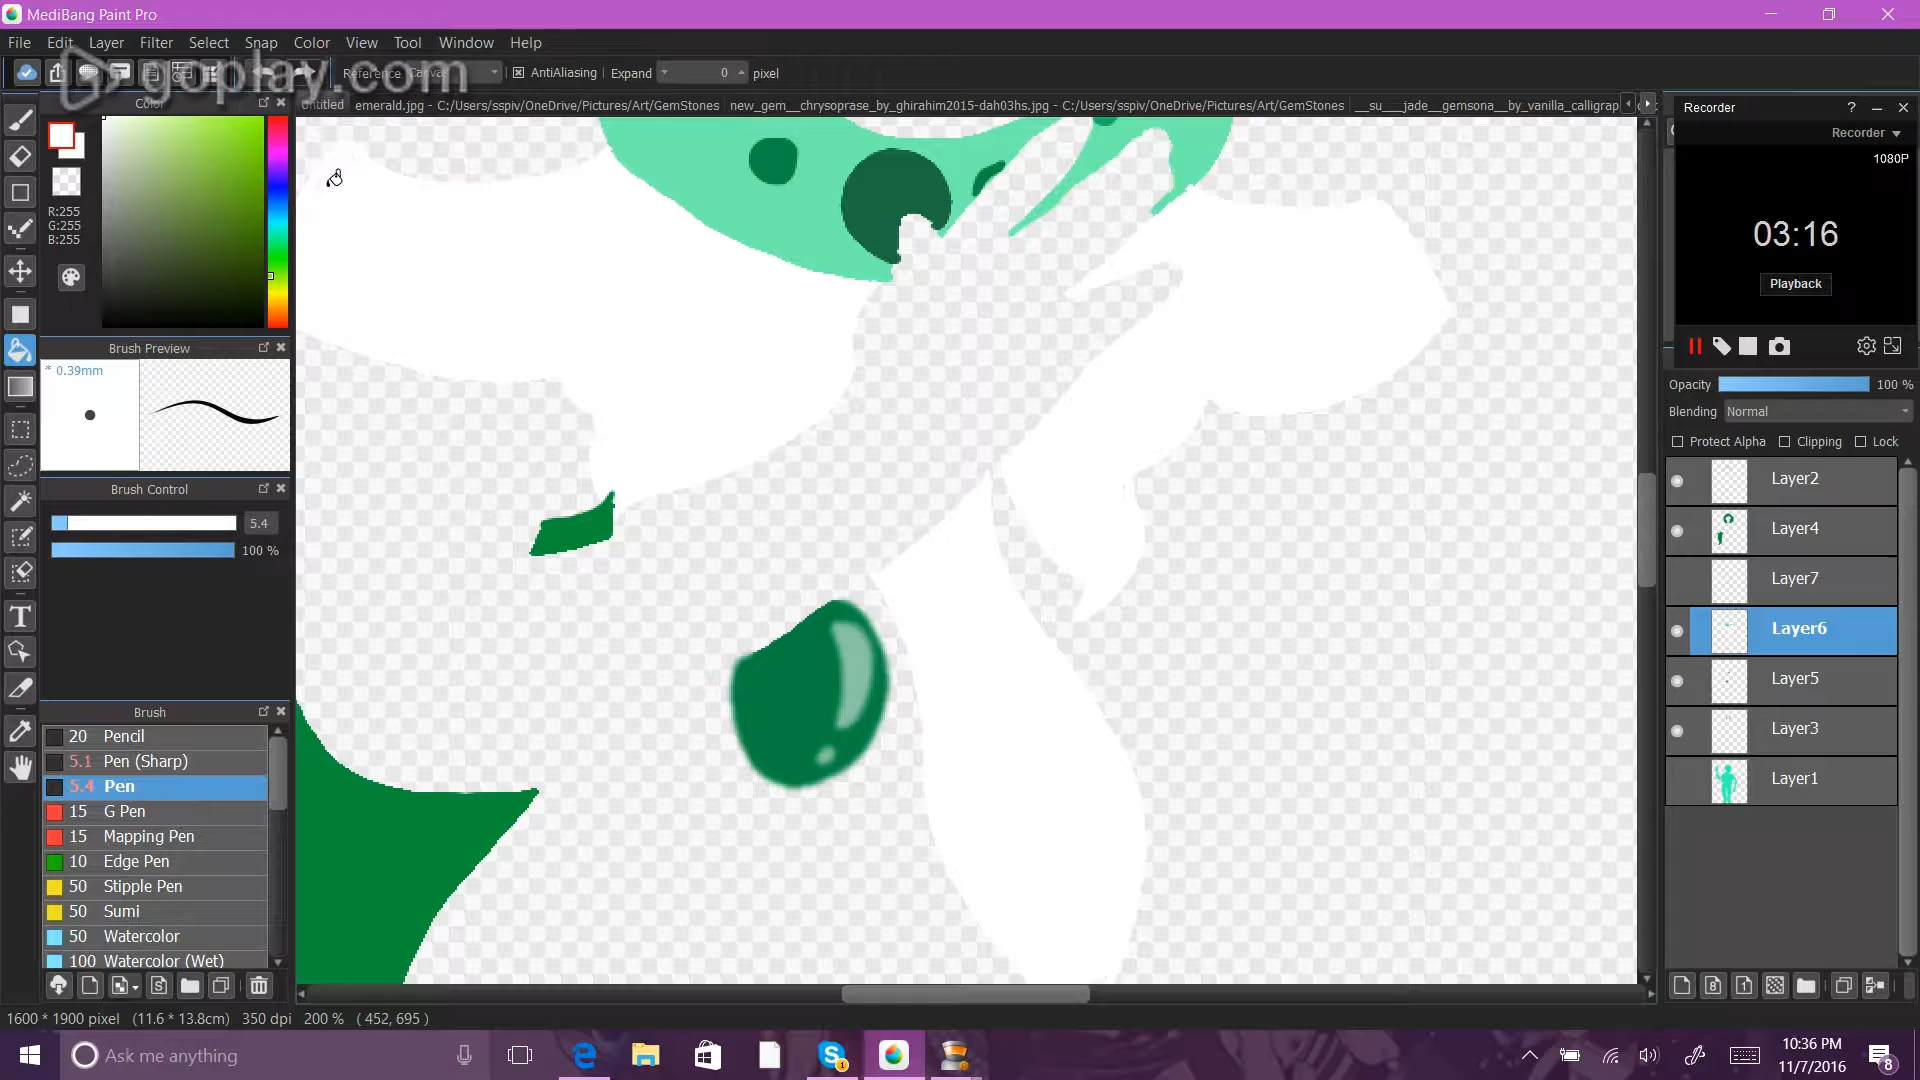 MediBang Paint Pro
File Edit Layer Filter Select Snap Color View Tool Window Help
goplay.com
Reference Canvas AntiAliasing Expand 0 pixel
Color
Untitled emerald.jpg - C:/Users/sspiv/OneDrive/Pictures/Art/GemStones new_gem__chrysoprase_by_ghirahim2015-dah03hs.jpg - C:/Users/sspiv/OneDrive/Pictures/Art/GemStones __su___jade__gemsona__by_vanilla_calligrap
R:255
G:255
B:255
Brush Preview
* 0.39mm
Brush Control
5.4
100 %
Brush
20 Pencil
5.1 Pen (Sharp)
5.4 Pen
15 G Pen
15 Mapping Pen
10 Edge Pen
50 Stipple Pen
50 Sumi
50 Watercolor
100 Watercolor (Wet)
Recorder ?
Recorder
1080P
03:16
Playback
Opacity 100 %
Blending Normal
Protect Alpha Clipping Lock
Layer2
Layer4
Layer7
Layer6
Layer5
Layer3
Layer1
8 1
1600 * 1900 pixel (11.6 * 13.8cm) 350 dpi 200 % ( 452, 695 )
Ask me anything
10:36 PM
11/7/2016
8